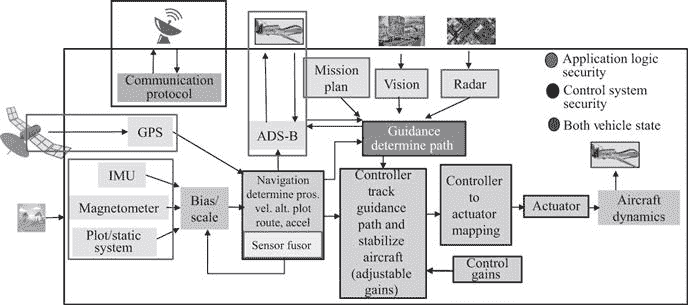 Communication
protocol
GPS
IMU
Magnetometer
Plot/static
system
Bias/
scale
ADS-B
Mission
plan
Vision
Radar
Guidance
determine path
Navigation
determine pros.
vel. alt. plot
route, accel
Sensor fusor
Controller
track
guidance
path and
stabilize
aircraft
(adjustable
gains)
Controller
to
actuator
mapping
Control
gains
Actuator
Aircraft
dynamics
Application logic
security
Control system
security
Both vehicle state